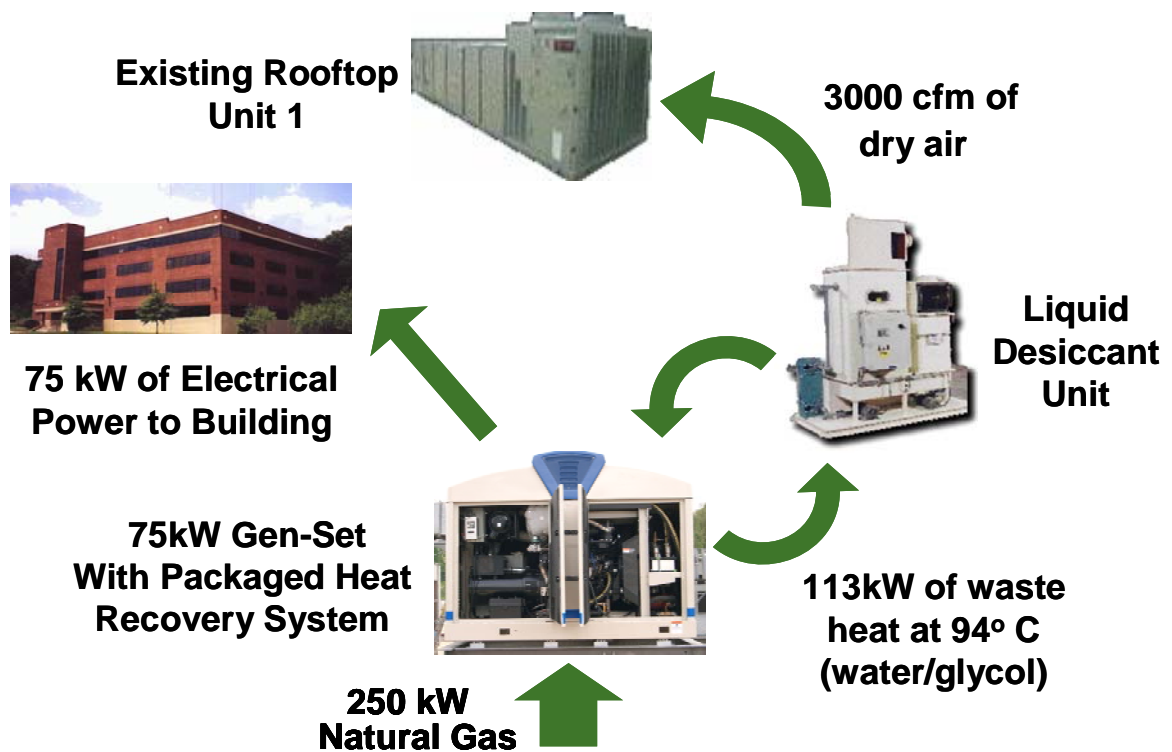 Existing Rooftop
Unit 1
3000 cfm of
dry air
75 kW of Electrical
Power to Building
Liquid
Desiccant
Unit
75kW Gen-Set
With Packaged Heat
Recovery System
113kW of waste
heat at 94º C
(water/glycol)
250 kW
Natural Gas